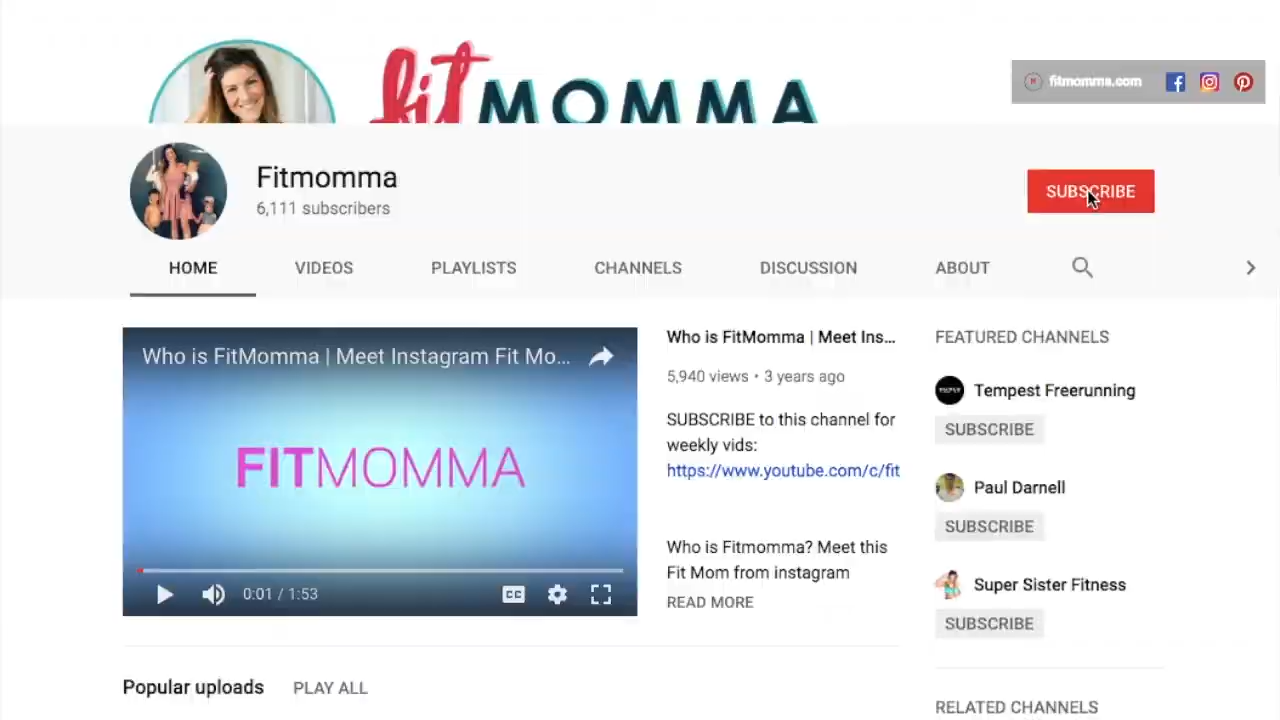 fit MOMMA
fitmomma.com
Fitmomma
6,111 subscribers
SUBSCRIBE
HOME VIDEOS PLAYLISTS CHANNELS DISCUSSION ABOUT
Who is FitMomma | Meet Instagram Fit Mo...
FITMOMMA
0:01 / 1:53
CC
Who is FitMomma | Meet Ins...
5,940 views • 3 years ago
SUBSCRIBE to this channel for
weekly vids:
https://www.youtube.com/c/fit
Who is Fitmomma? Meet this
Fit Mom from instagram
READ MORE
FEATURED CHANNELS
Tempest Freerunning
SUBSCRIBE
Paul Darnell
SUBSCRIBE
Super Sister Fitness
SUBSCRIBE
Popular uploads PLAY ALL
RELATED CHANNELS